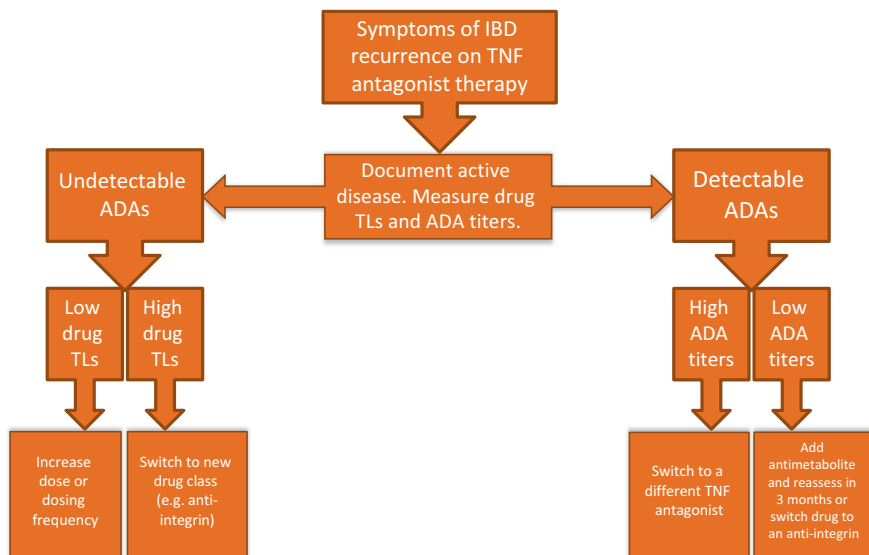 Symptoms of IBD
recurrence on TNF
antagonist therapy
Undetectable
ADAs
Document active
disease. Measure drug
TLs and ADA titers.
Detectable
ADAs
Low
drug
TLs
High
drug
TLs
High
ADA
titers
Low
ADA
titers
Increase
dose or
dosing
frequency
Switch to new
drug class
(e.g. anti-
integrin)
Switch to a
different TNF
antagonist
Add
antimetabolite
and reassess in
3 months or
switch drug to
an anti-integrin